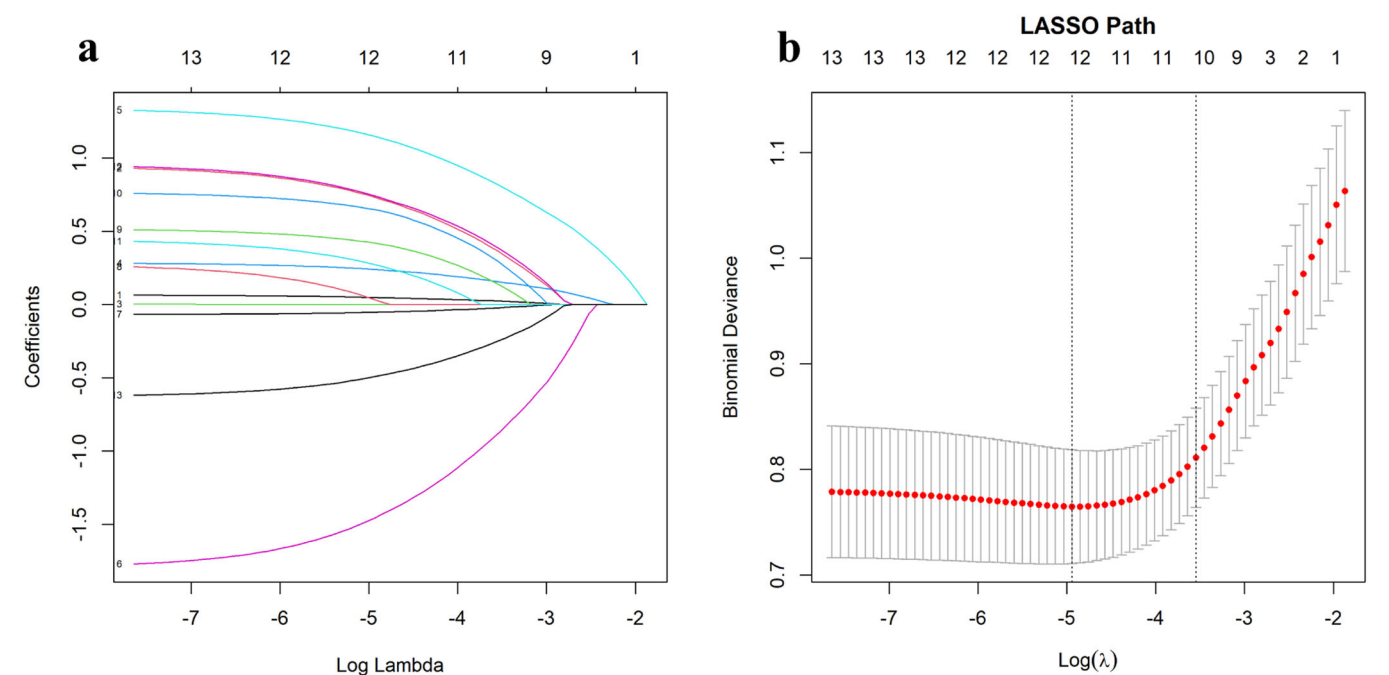 a
13 12 12 11 9 1
Coefficients
1.0
0.5
0.0
-0.5
-1.0
-1.5
5
10
9
11
4
8
1
3
7
13
6
-7 -6 -5 -4 -3 -2
Log Lambda
b
LASSO Path
13 13 13 12 12 12 12 11 11 10 9 3 2 1
Binomial Deviance
1.1
1.0
0.9
0.8
0.7
-7 -6 -5 -4 -3 -2
Log(λ)